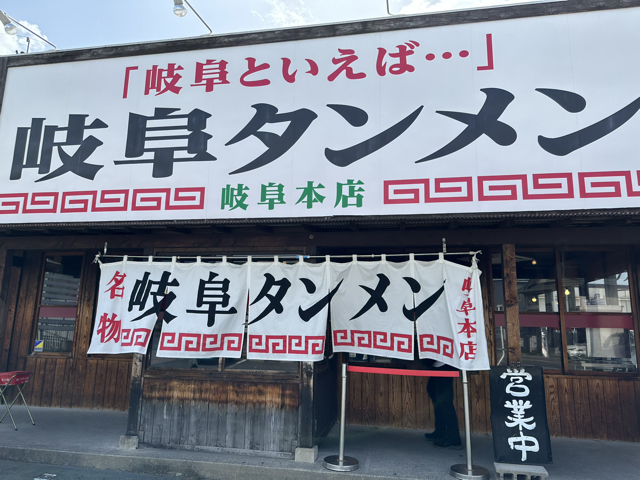 「岐阜といえば…」
岐阜タンメン
岐阜本店
名物
岐阜タンメン
岐阜本店
営業中